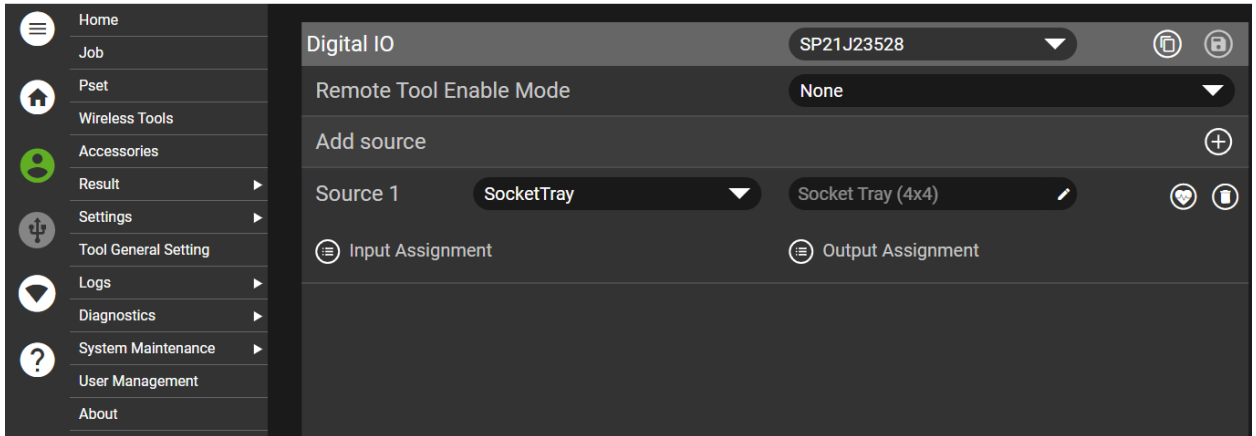 Home
Job
Pset
Wireless Tools
Accessories
Result
Settings
Tool General Setting
Logs
Diagnostics
System Maintenance
User Management
About
Digital IO SP21J23528
Remote Tool Enable Mode None
Add source
Source 1 SocketTray Socket Tray (4x4)
Input Assignment Output Assignment